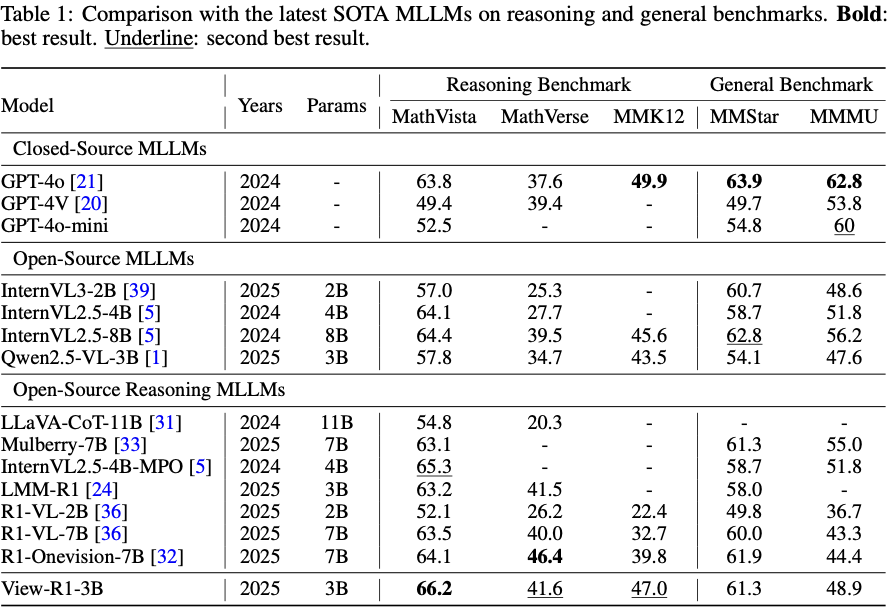 Table 1: Comparison with the latest SOTA MLLMs on reasoning and general benchmarks. Bold:
best result. Underline: second best result.
Model Years Params Reasoning Benchmark General Benchmark
MathVista MathVerse MMK12 MMStar MMMU
Closed-Source MLLMs
GPT-4o [21] 2024 - 63.8 37.6 49.9 63.9 62.8
GPT-4V [20] 2024 - 49.4 39.4 - 49.7 53.8
GPT-4o-mini 2024 - 52.5 - - 54.8 60
Open-Source MLLMs
InternVL3-2B [39] 2025 2B 57.0 25.3 - 60.7 48.6
InternVL2.5-4B [5] 2024 4B 64.1 27.7 - 58.7 51.8
InternVL2.5-8B [5] 2024 8B 64.4 39.5 45.6 62.8 56.2
Qwen2.5-VL-3B [1] 2025 3B 57.8 34.7 43.5 54.1 47.6
Open-Source Reasoning MLLMs
LLaVA-CoT-11B [31] 2024 11B 54.8 20.3 - - -
Mulberry-7B [33] 2025 7B 63.1 - - 61.3 55.0
InternVL2.5-4B-MPO [5] 2024 4B 65.3 - - 58.7 51.8
LMM-R1 [24] 2025 3B 63.2 41.5 - 58.0 -
R1-VL-2B [36] 2025 2B 52.1 26.2 22.4 49.8 36.7
R1-VL-7B [36] 2025 7B 63.5 40.0 32.7 60.0 43.3
R1-Onevision-7B [32] 2025 7B 64.1 46.4 39.8 61.9 44.4
View-R1-3B 2025 3B 66.2 41.6 47.0 61.3 48.9